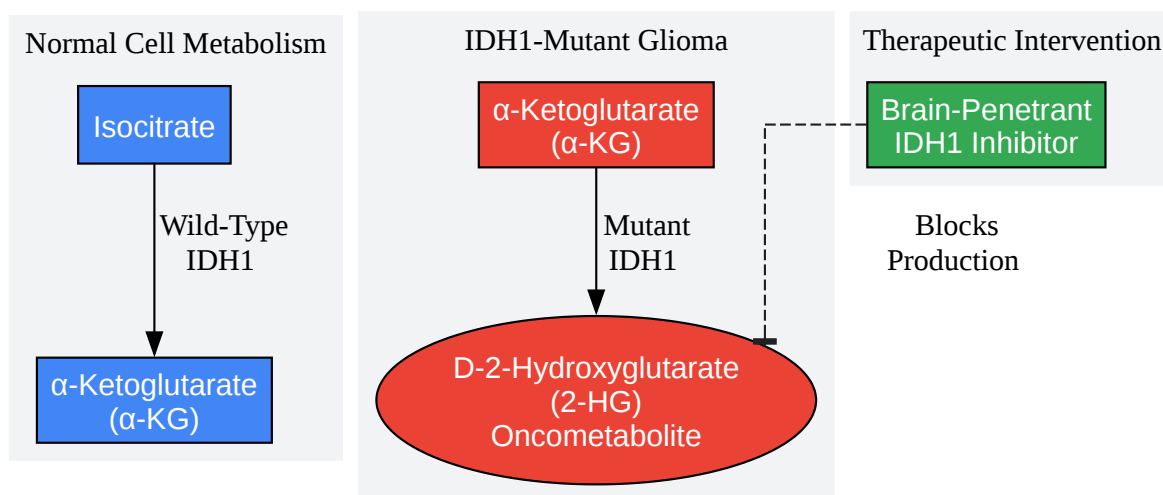 Normal Cell Metabolism
Isocitrate
Wild-Type
IDH1
α-Ketoglutarate
(α-KG)
IDH1-Mutant Glioma
α-Ketoglutarate
(α-KG)
Mutant
IDH1
D-2-Hydroxyglutarate
(2-HG)
Oncometabolite
Therapeutic Intervention
Brain-Penetrant
IDH1 Inhibitor
Blocks
Production